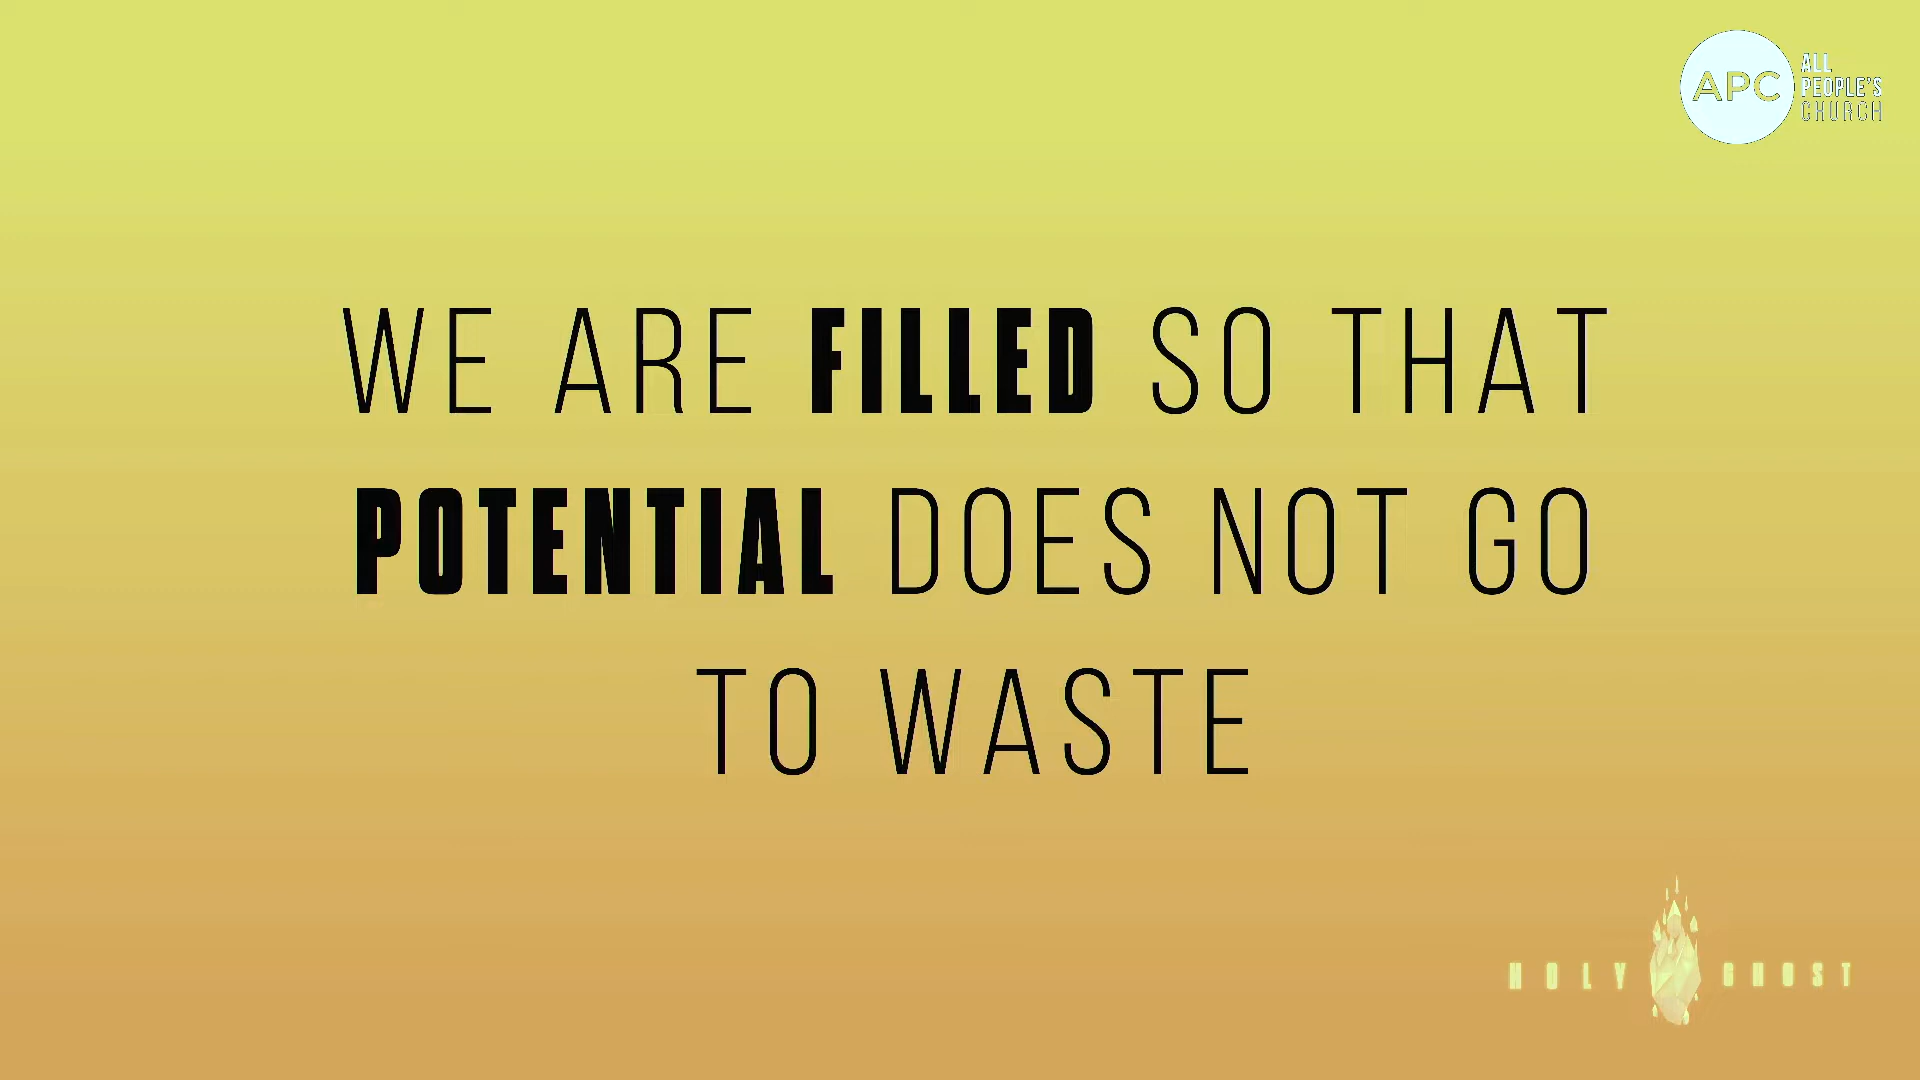 APC
ALL
PEOPLE'S
CHURCH
WE ARE FILLED SO THAT
POTENTIAL DOES NOT GO
TO WASTE
HOLY GHOST